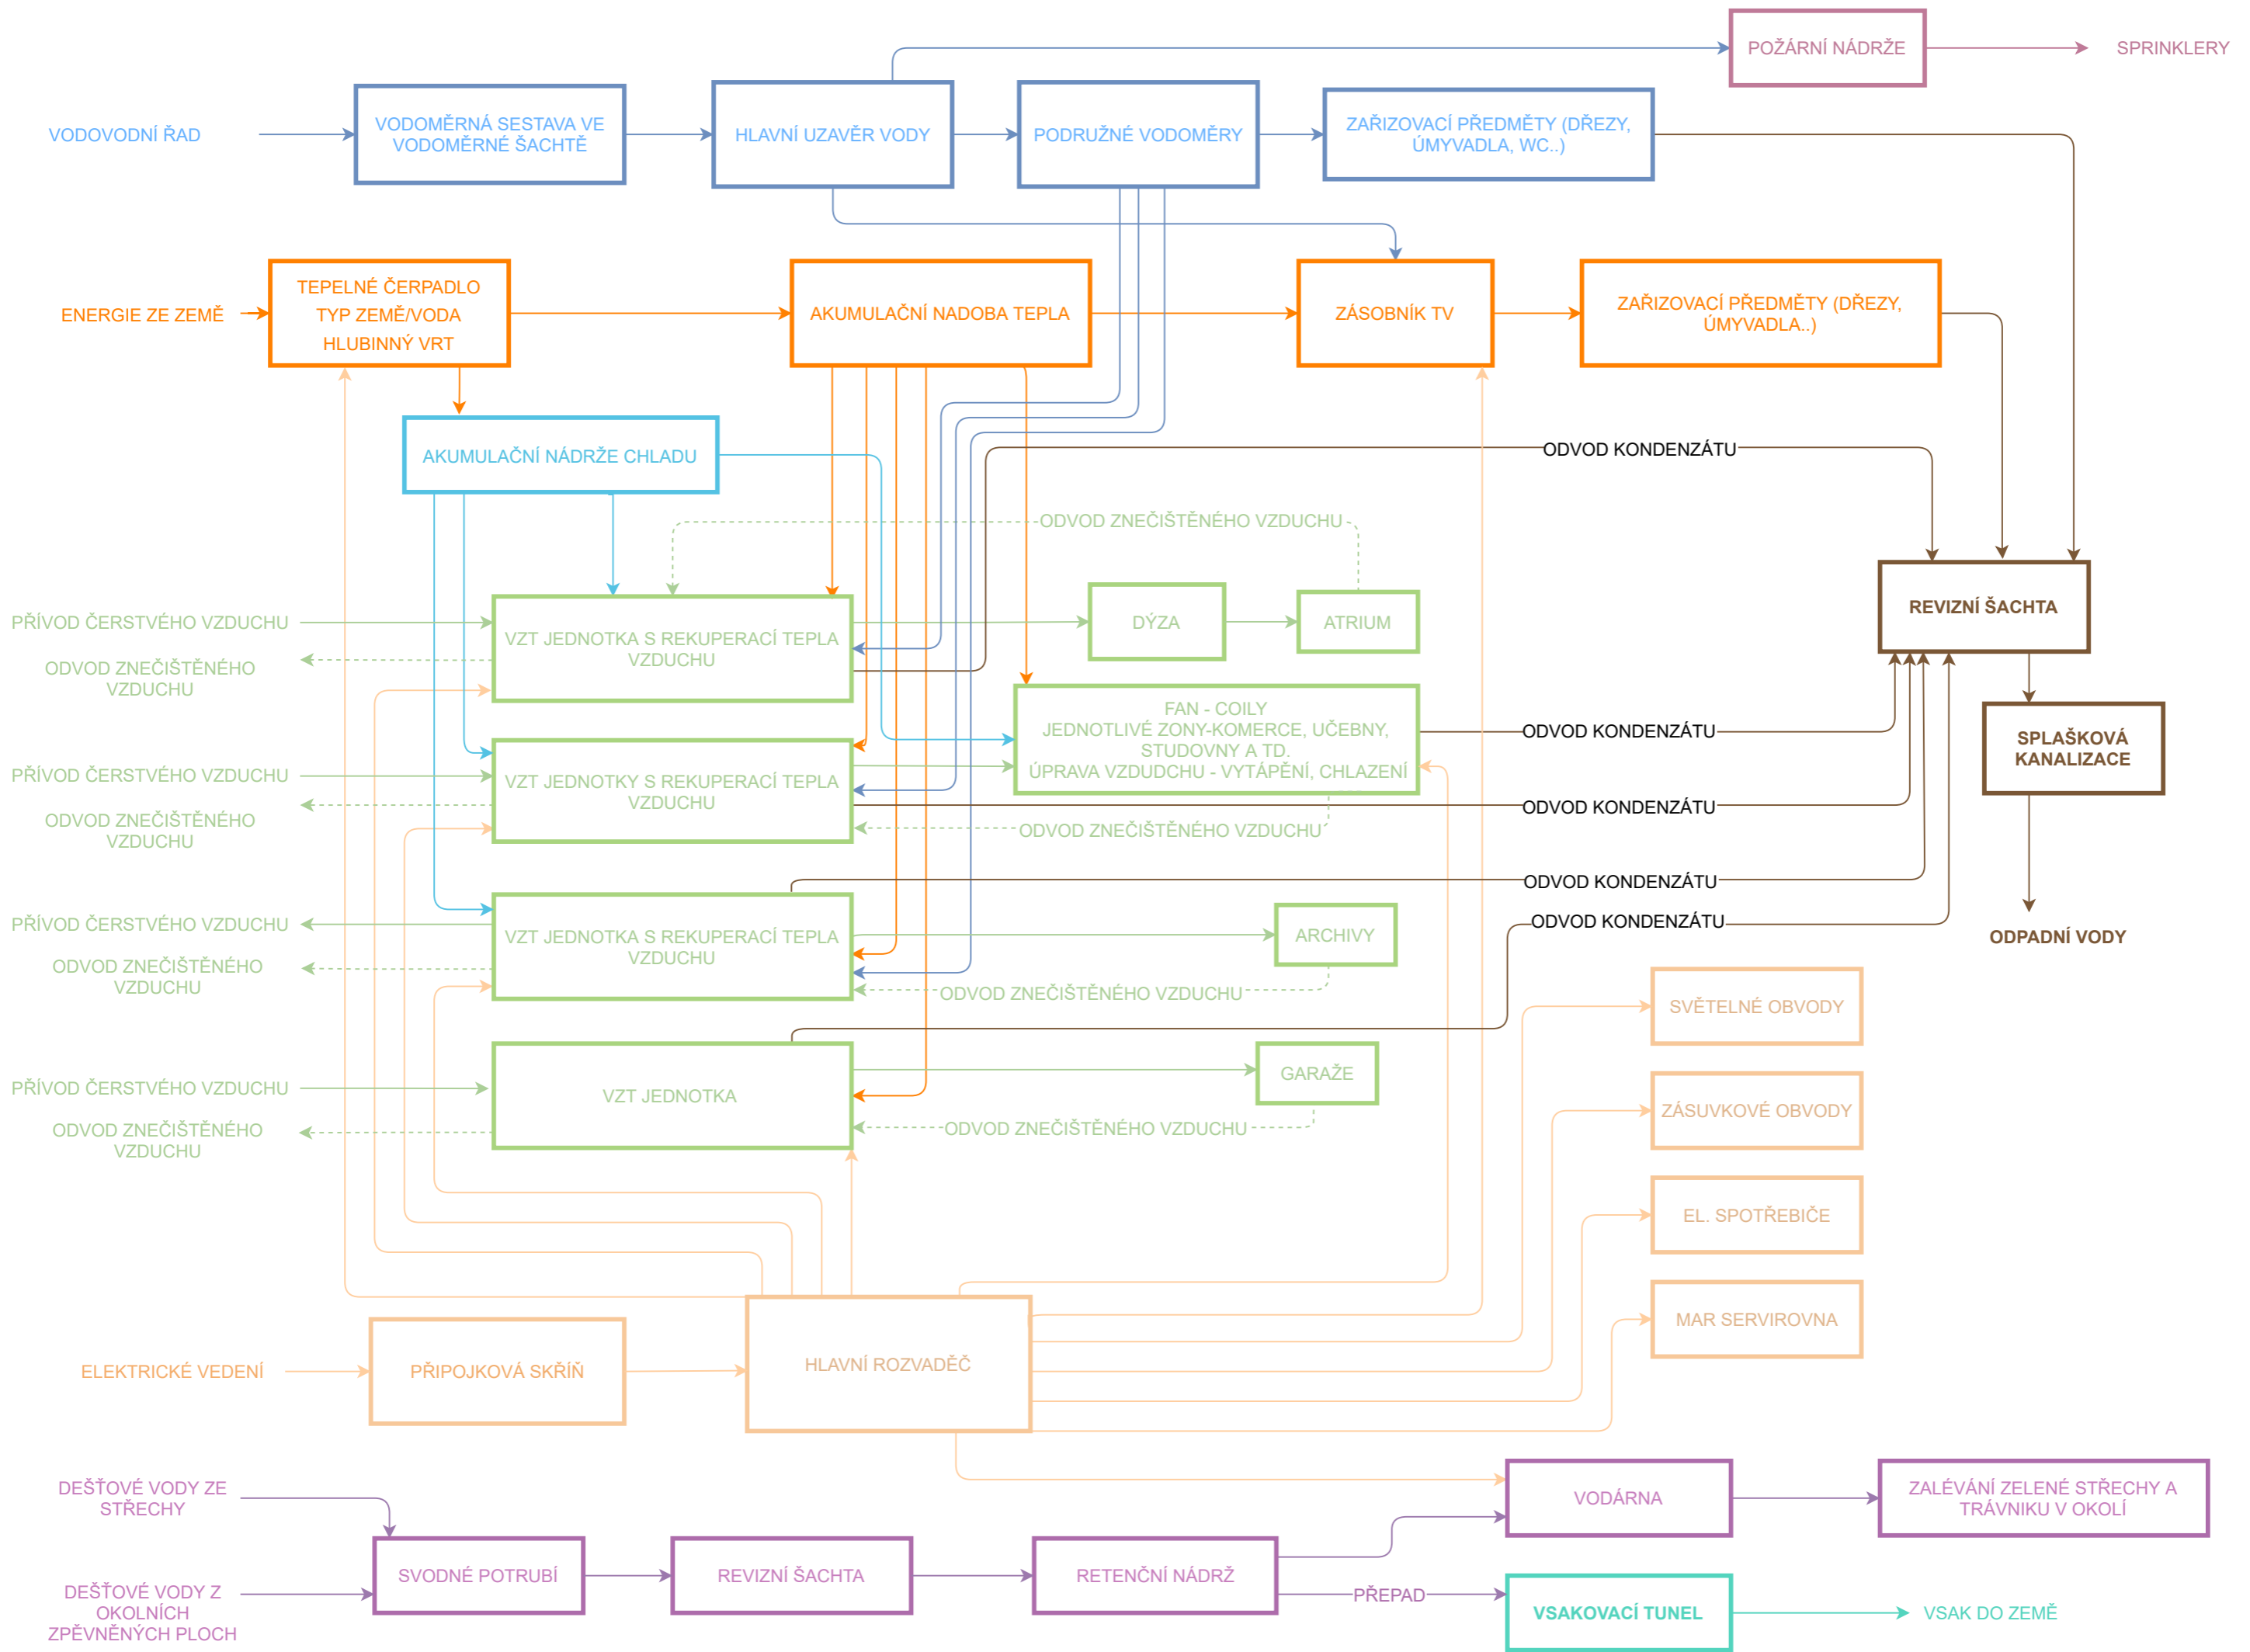 POŽÁRNÍ NÁDRŽE
SPRINKLERY
VODOVODNÍ ŘAD
VODOMĚRNÁ SESTAVA VE
VODOMĚRNÉ ŠACHTĚ
HLAVNÍ UZAVĚR VODY
PODRUŽNÉ VODOMĚRY
ZAŘIZOVACÍ PŘEDMĚTY (DŘEZY,
ÚMYVADLA, WC..)
ENERGIE ZE ZEMĚ
TEPELNÉ ČERPADLO
TYP ZEMĚ/VODA
HLUBINNÝ VRT
AKUMULAČNÍ NADOBA TEPLA
ZÁSOBNÍK TV
ZAŘIZOVACÍ PŘEDMĚTY (DŘEZY,
ÚMYVADLA..)
AKUMULAČNÍ NÁDRŽE CHLADU
ODVOD KONDENZÁTU
ODVOD ZNEČIŠTĚNÉHO VZDUCHU
PŘÍVOD ČERSTVÉHO VZDUCHU
ODVOD ZNEČIŠTĚNÉHO
VZDUCHU
VZT JEDNOTKA S REKUPERACÍ TEPLA
VZDUCHU
DÝZA
ATRIUM
REVIZNÍ ŠACHTA
FAN - COILY
JEDNOTLIVÉ ZONY-KOMERCE, UČEBNY,
STUDOVNY A TD.
ÚPRAVA VZDUDCHU - VYTÁPĚNÍ, CHLAZENÍ
ODVOD KONDENZÁTU
SPLAŠKOVÁ
KANALIZACE
PŘÍVOD ČERSTVÉHO VZDUCHU
ODVOD ZNEČIŠTĚNÉHO
VZDUCHU
VZT JEDNOTKY S REKUPERACÍ TEPLA
VZDUCHU
ODVOD ZNEČIŠTĚNÉHO VZDUCHU
ODVOD KONDENZÁTU
ODVOD KONDENZÁTU
PŘÍVOD ČERSTVÉHO VZDUCHU
ODVOD ZNEČIŠTĚNÉHO
VZDUCHU
VZT JEDNOTKA S REKUPERACÍ TEPLA
VZDUCHU
ARCHIVY
ODVOD KONDENZÁTU
ODPADNÍ VODY
ODVOD ZNEČIŠTĚNÉHO VZDUCHU
SVĚTELNÉ OBVODY
PŘÍVOD ČERSTVÉHO VZDUCHU
ODVOD ZNEČIŠTĚNÉHO
VZDUCHU
VZT JEDNOTKA
GARAŽE
ODVOD ZNEČIŠTĚNÉHO VZDUCHU
ZÁSUVKOVÉ OBVODY
EL. SPOTŘEBIČE
MAR SERVIROVNA
ELEKTRICKÉ VEDENÍ
PŘIPOJKOVÁ SKŘÍŇ
HLAVNÍ ROZVADĚČ
DEŠŤOVÉ VODY ZE
STŘECHY
VODÁRNA
ZALÉVÁNÍ ZELENÉ STŘECHY A
TRÁVNIKU V OKOLÍ
DEŠŤOVÉ VODY Z
OKOLNÍCH
ZPĚVNĚNÝCH PLOCH
SVODNÉ POTRUBÍ
REVIZNÍ ŠACHTA
RETENČNÍ NÁDRŽ
PŘEPAD
VSAKOVACÍ TUNEL
VSAK DO ZEMĚ